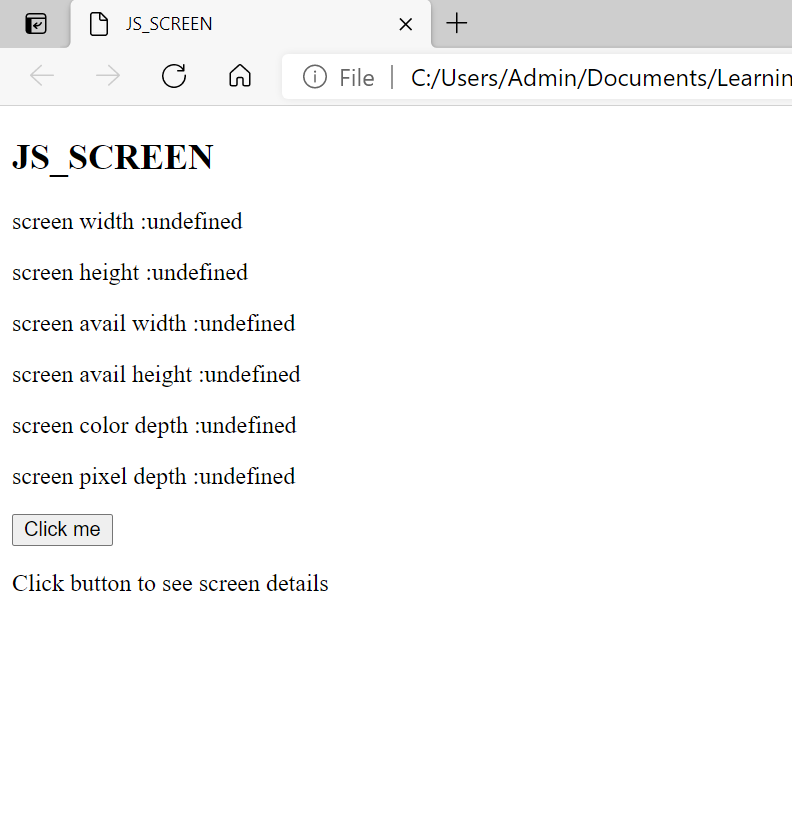 JS_SCREEN
File | C:/Users/Admin/Documents/Learnin
JS_SCREEN
screen width :undefined
screen height :undefined
screen avail width :undefined
screen avail height :undefined
screen color depth :undefined
screen pixel depth :undefined
Click me
Click button to see screen details